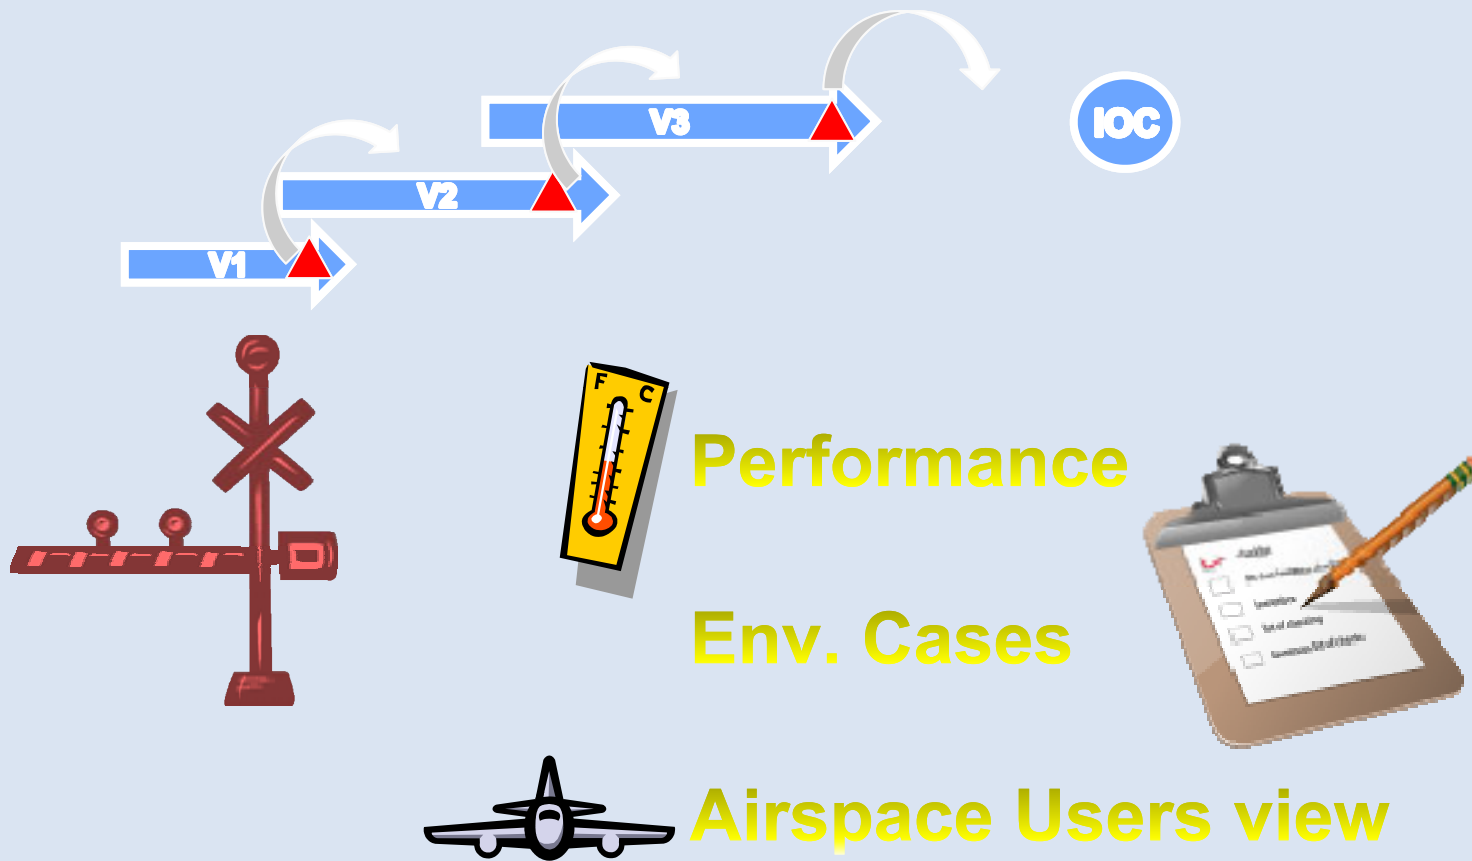 V3
IOC
V2
V1
F C
Performance
Env. Cases
Airspace Users view